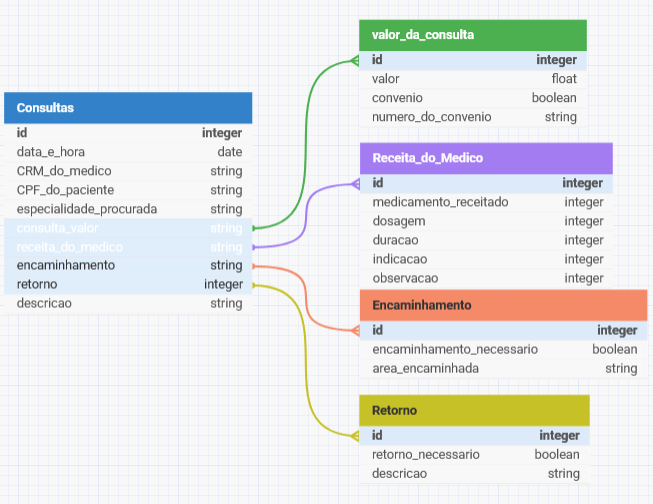 valor_da_consulta
id integer
valor float
convenio boolean
numero_do_convenio string
Consultas
id integer
data_e_hora date
CRM_do_medico string
CPF_do_paciente string
especialidade_procurada string
consulta_valor string
receita_do_medico string
encaminhamento string
retorno integer
descricao string
Receita_do_Medico
id integer
medicamento_receitado integer
dosagem integer
duracao integer
indicacao integer
observacao integer
Encaminhamento
id integer
encaminhamento_necessario boolean
area_encaminhada string
Retorno
id integer
retorno_necessario boolean
descricao string